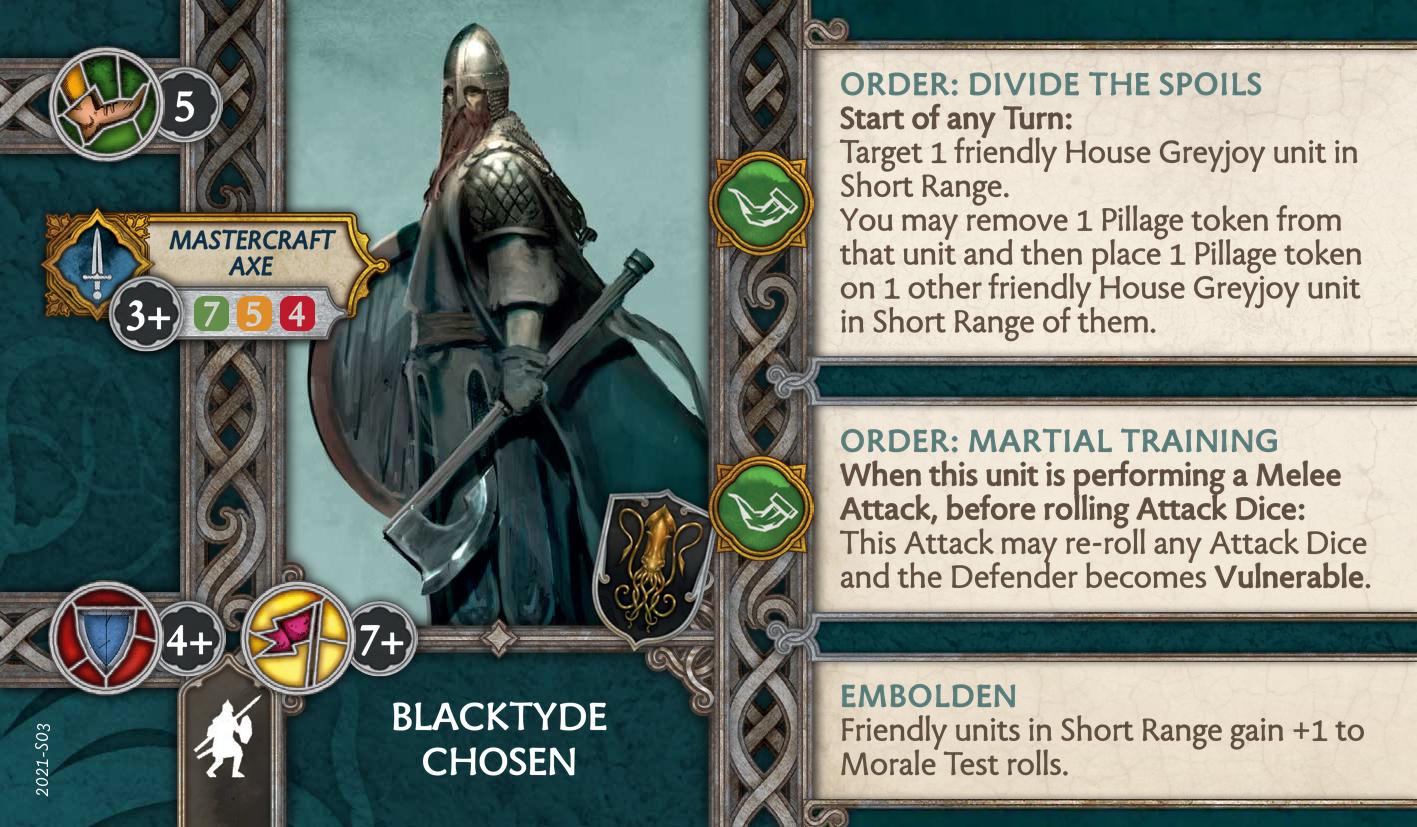 5
MASTERCRAFT
AXE
3+ 7 5 4
4+
7+
BLACKTYDE
CHOSEN
2021-S03
ORDER: DIVIDE THE SPOILS
Start of any Turn:
Target 1 friendly House Greyjoy unit in
Short Range.
You may remove 1 Pillage token from
that unit and then place 1 Pillage token
on 1 other friendly House Greyjoy unit
in Short Range of them.
ORDER: MARTIAL TRAINING
When this unit is performing a Melee
Attack, before rolling Attack Dice:
This Attack may re-roll any Attack Dice
and the Defender becomes Vulnerable.
EMBOLDEN
Friendly units in Short Range gain +1 to
Morale Test rolls.